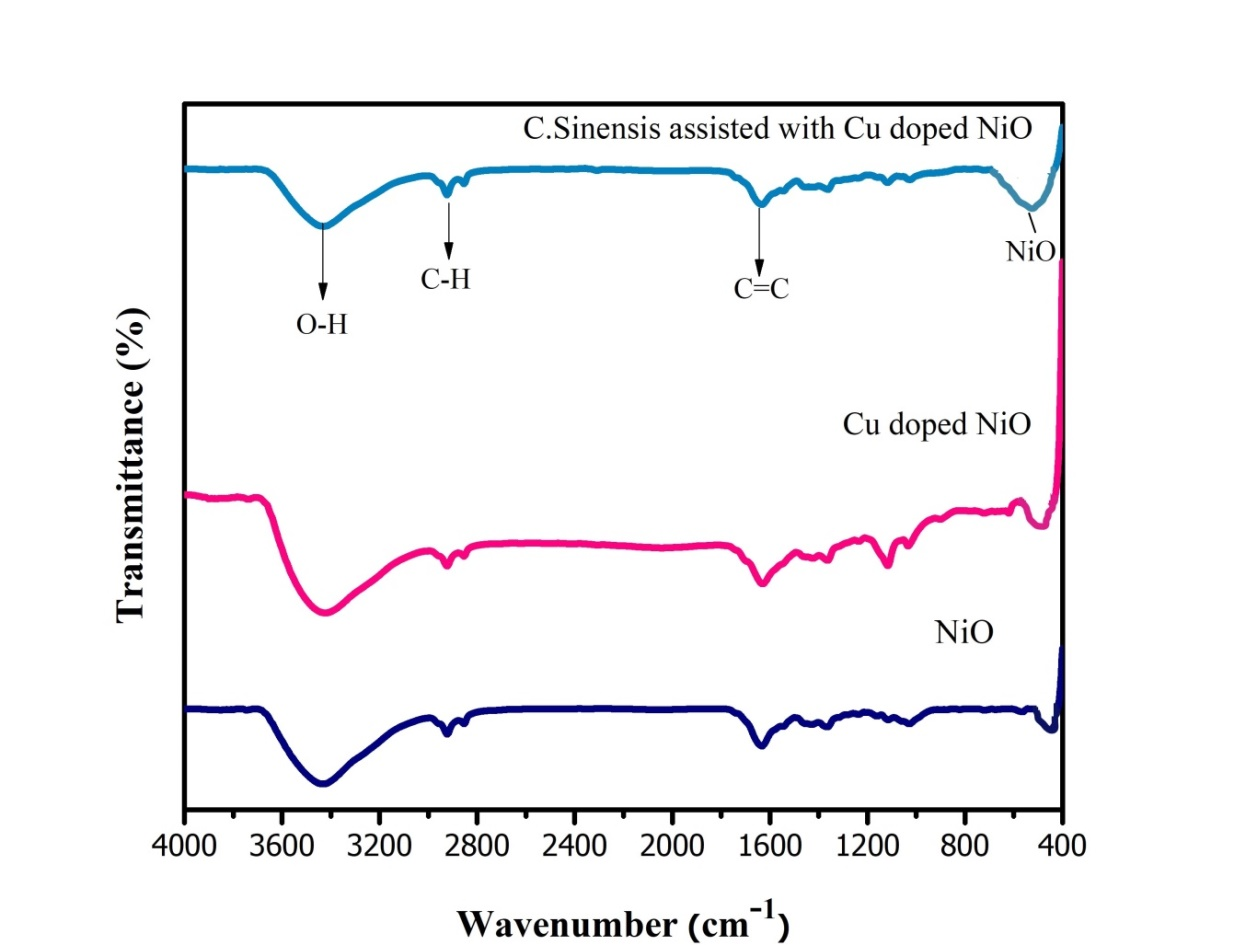 C.Sinensis assisted with Cu doped NiO
NiO
C-H
C=C
O-H
Cu doped NiO
NiO
Transmittance (%)
4000 3600 3200 2800 2400 2000 1600 1200 800 400
Wavenumber (cm⁻¹)